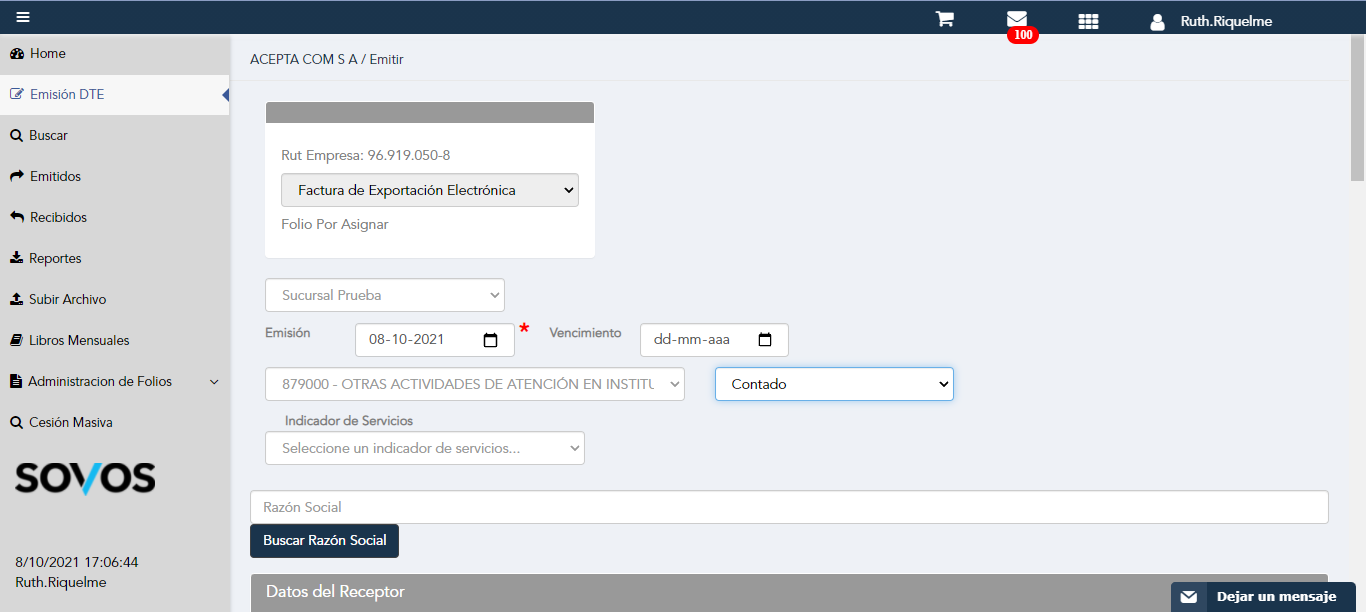 100
Ruth.Riquelme
Home
Emisión DTE
Buscar
Emitidos
Recibidos
Reportes
Subir Archivo
Libros Mensuales
Administracion de Folios
Cesión Masiva
SOVOS
8/10/2021 17:06:44
Ruth.Riquelme
ACEPTA COM S A / Emitir
Rut Empresa: 96.919.050-8
Factura de Exportación Electrónica
Folio Por Asignar
Sucursal Prueba
Emisión 08-10-2021 * Vencimiento dd-mm-aaa
879000 - OTRAS ACTIVIDADES DE ATENCIÓN EN INSTITU Contado
Indicador de Servicios
Seleccione un indicador de servicios...
Razón Social
Buscar Razón Social
Datos del Receptor
Dejar un mensaje